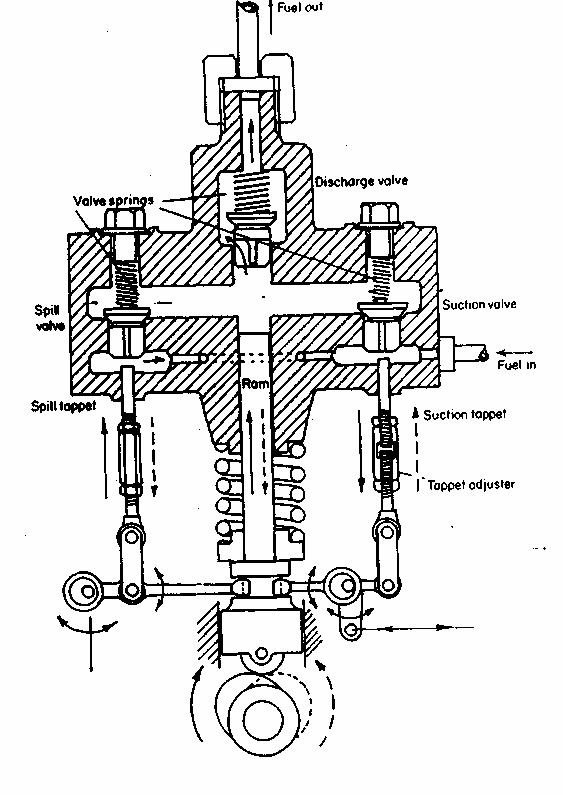 Fuel out
Discharge valve
Valve springs
Spill
valve
Suction valve
Fuel in
Ram
Spill tappet
Suction tappet
Tappet adjuster